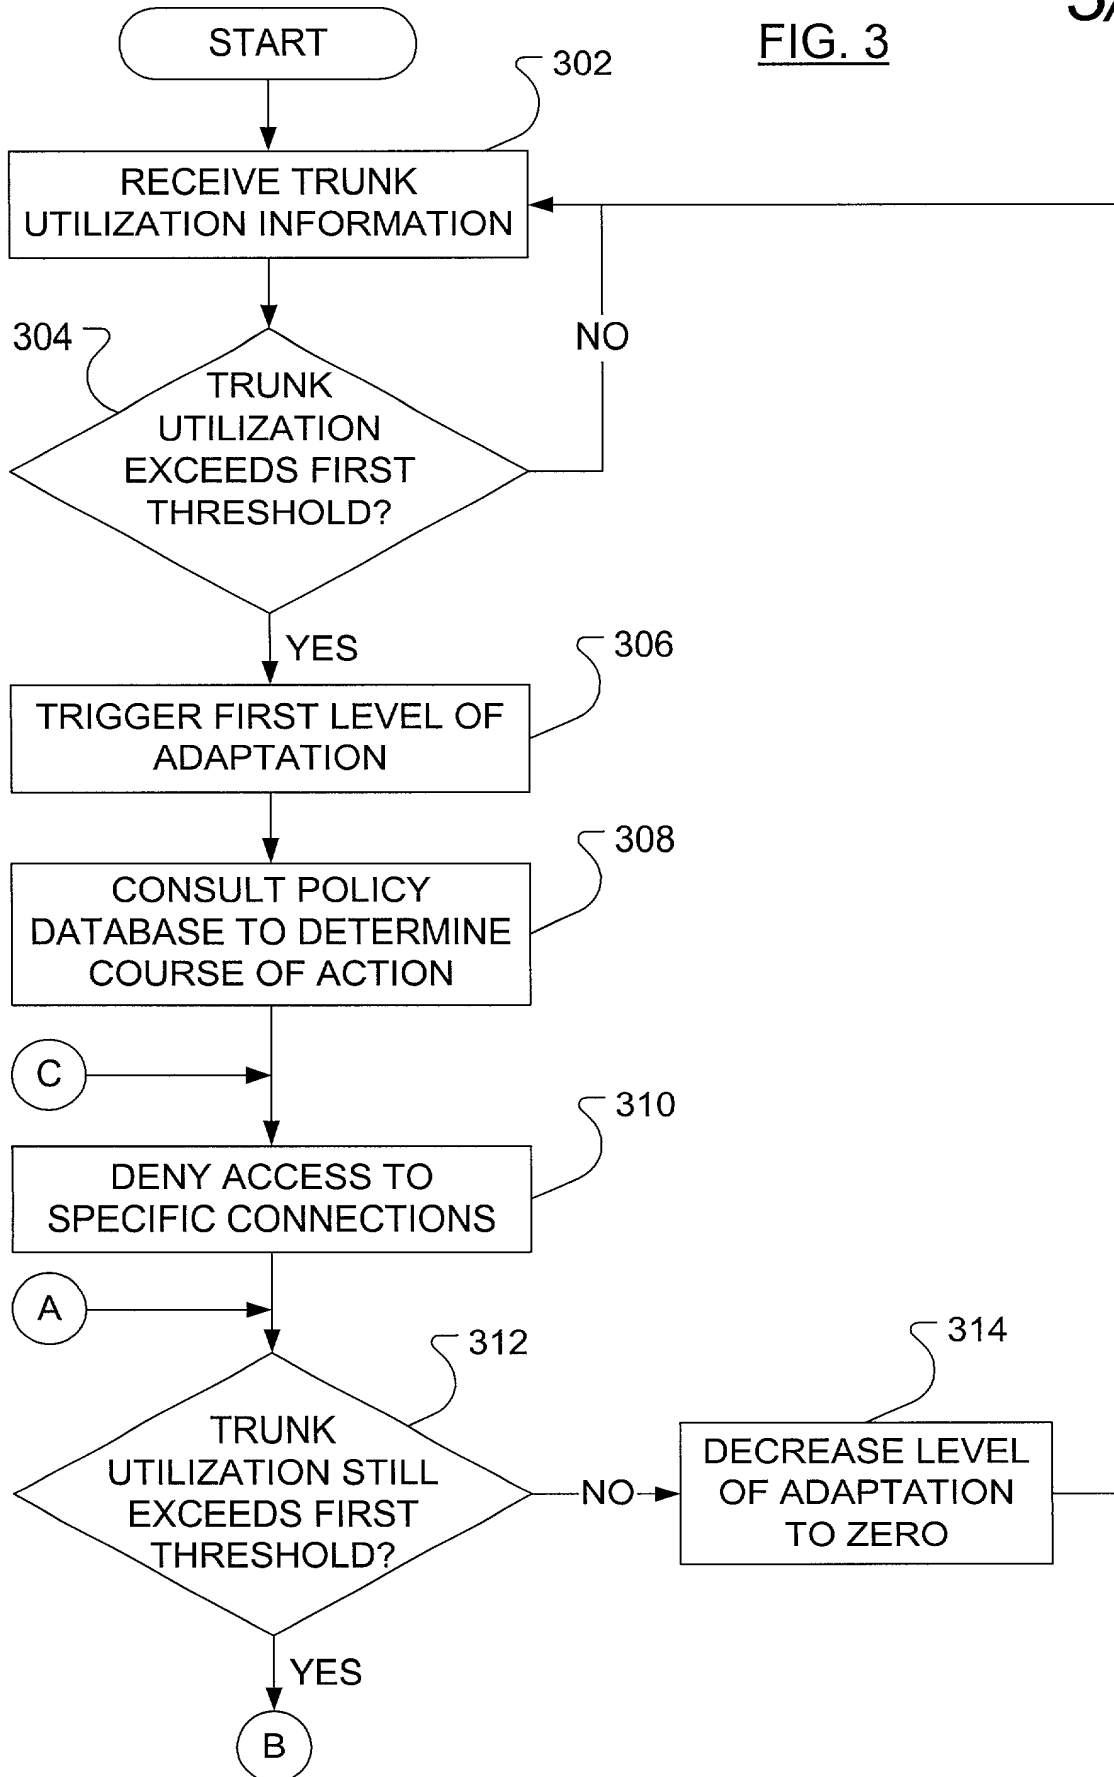 START
FIG. 3
302
RECEIVE TRUNK
UTILIZATION INFORMATION
304
NO
TRUNK
UTILIZATION
EXCEEDS FIRST
THRESHOLD?
YES
306
TRIGGER FIRST LEVEL OF
ADAPTATION
308
CONSULT POLICY
DATABASE TO DETERMINE
COURSE OF ACTION
C
310
DENY ACCESS TO
SPECIFIC CONNECTIONS
A
312
314
TRUNK
UTILIZATION STILL
EXCEEDS FIRST
THRESHOLD?
NO
DECREASE LEVEL
OF ADAPTATION
TO ZERO
YES
B